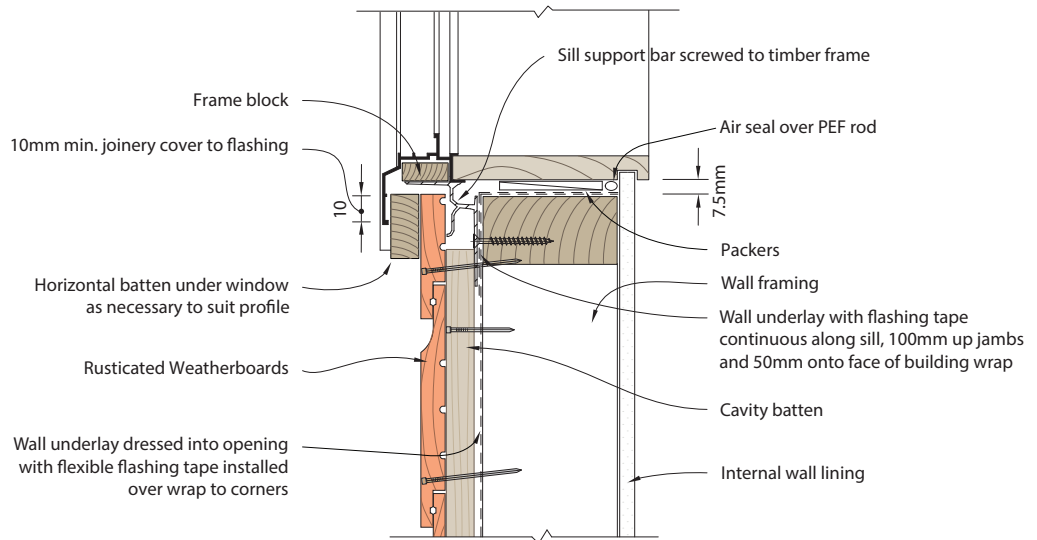 Sill support bar screwed to timber frame
Frame block
10mm min. joinery cover to flashing
Air seal over PEF rod
10
7.5mm
Packers
Horizontal batten under window
as necessary to suit profile
Wall framing
Wall underlay with flashing tape
continuous along sill, 100mm up jambs
and 50mm onto face of building wrap
Rusticated Weatherboards
Cavity batten
Wall underlay dressed into opening
with flexible flashing tape installed
over wrap to corners
Internal wall lining